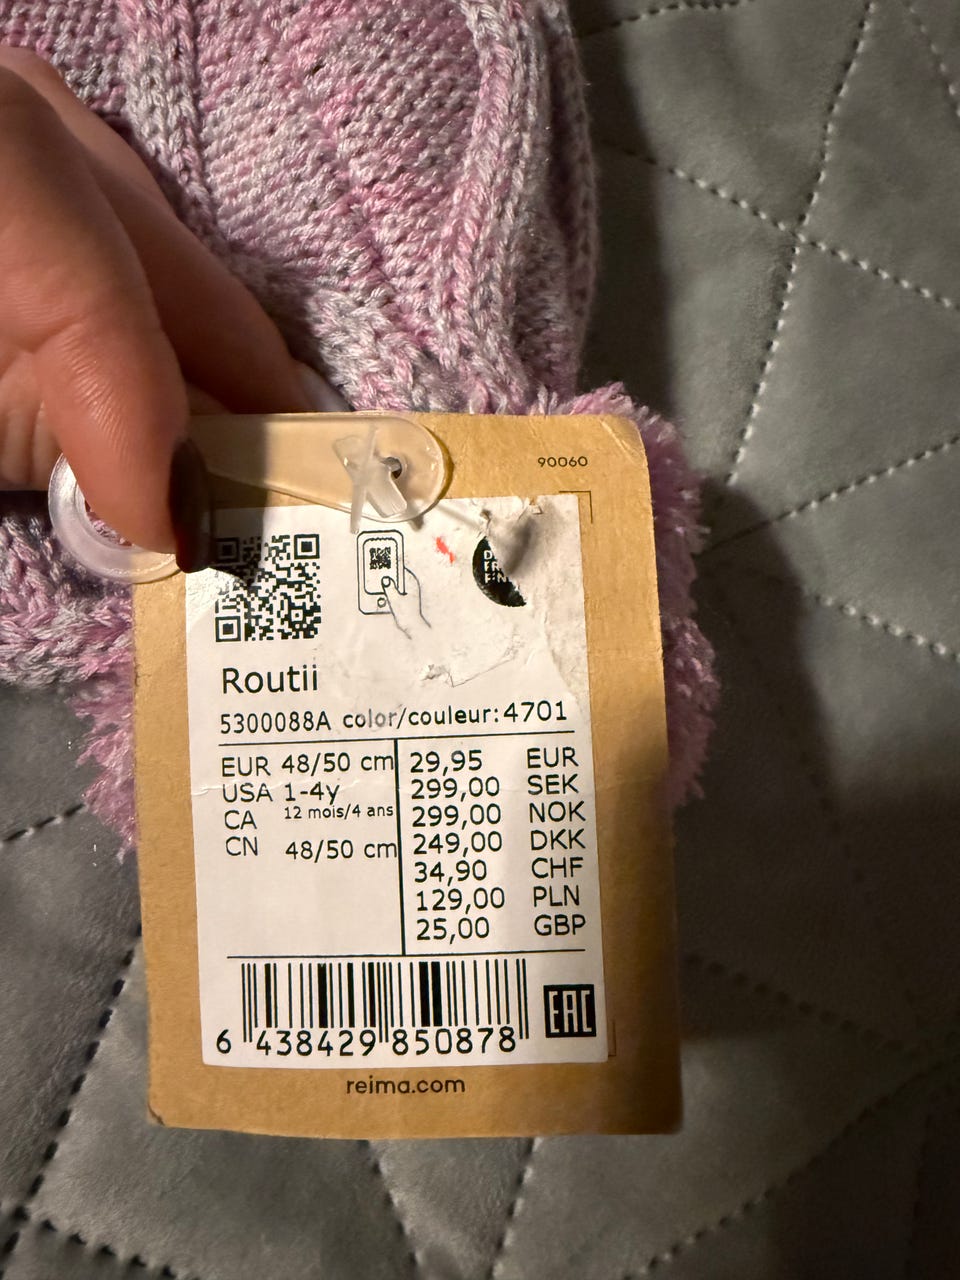 90060
Routii
5300088A color/couleur:4701
EUR 48/50 cm
USA 1-4y
CA 12 mois/4 ans
CN 48/50 cm
29,95 EUR
299,00 SEK
299,00 NOK
249,00 DKK
34,90 CHF
129,00 PLN
25,00 GBP
6 438429 850878
EAC
reima.com